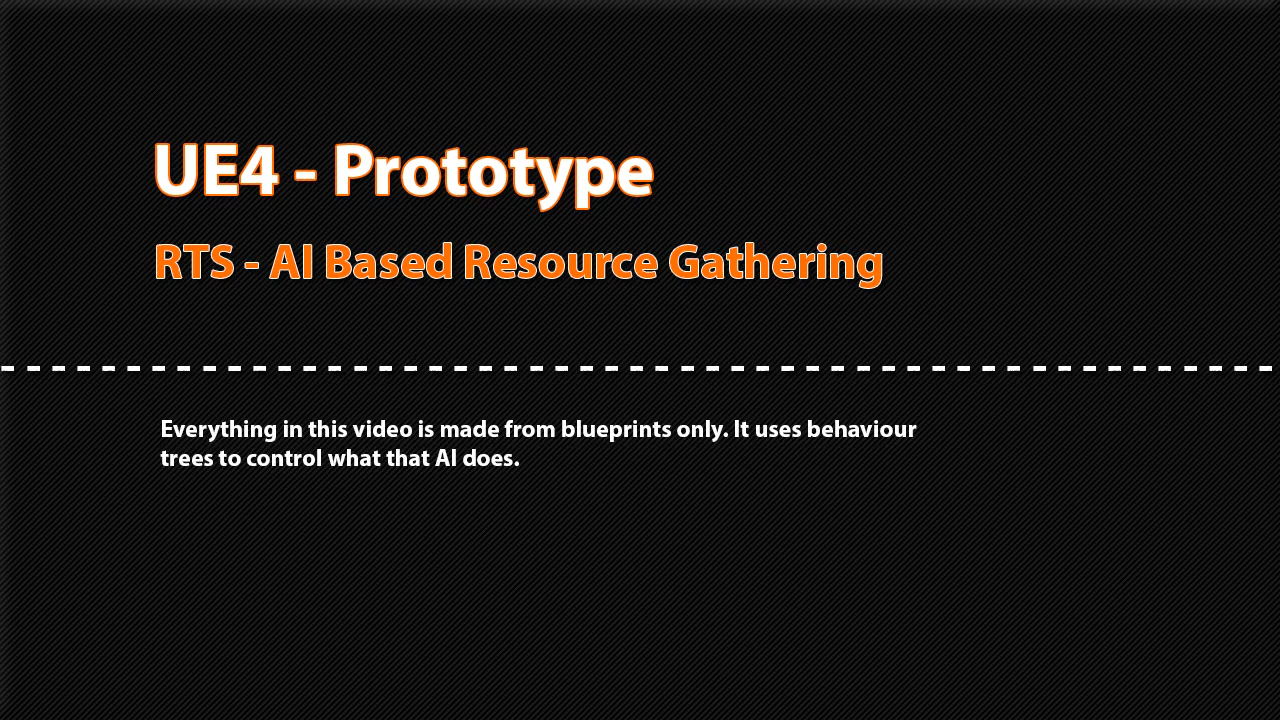 UE4 - Prototype
RTS - AI Based Resource Gathering
Everything in this video is made from blueprints only. It uses behaviour
trees to control what that AI does.